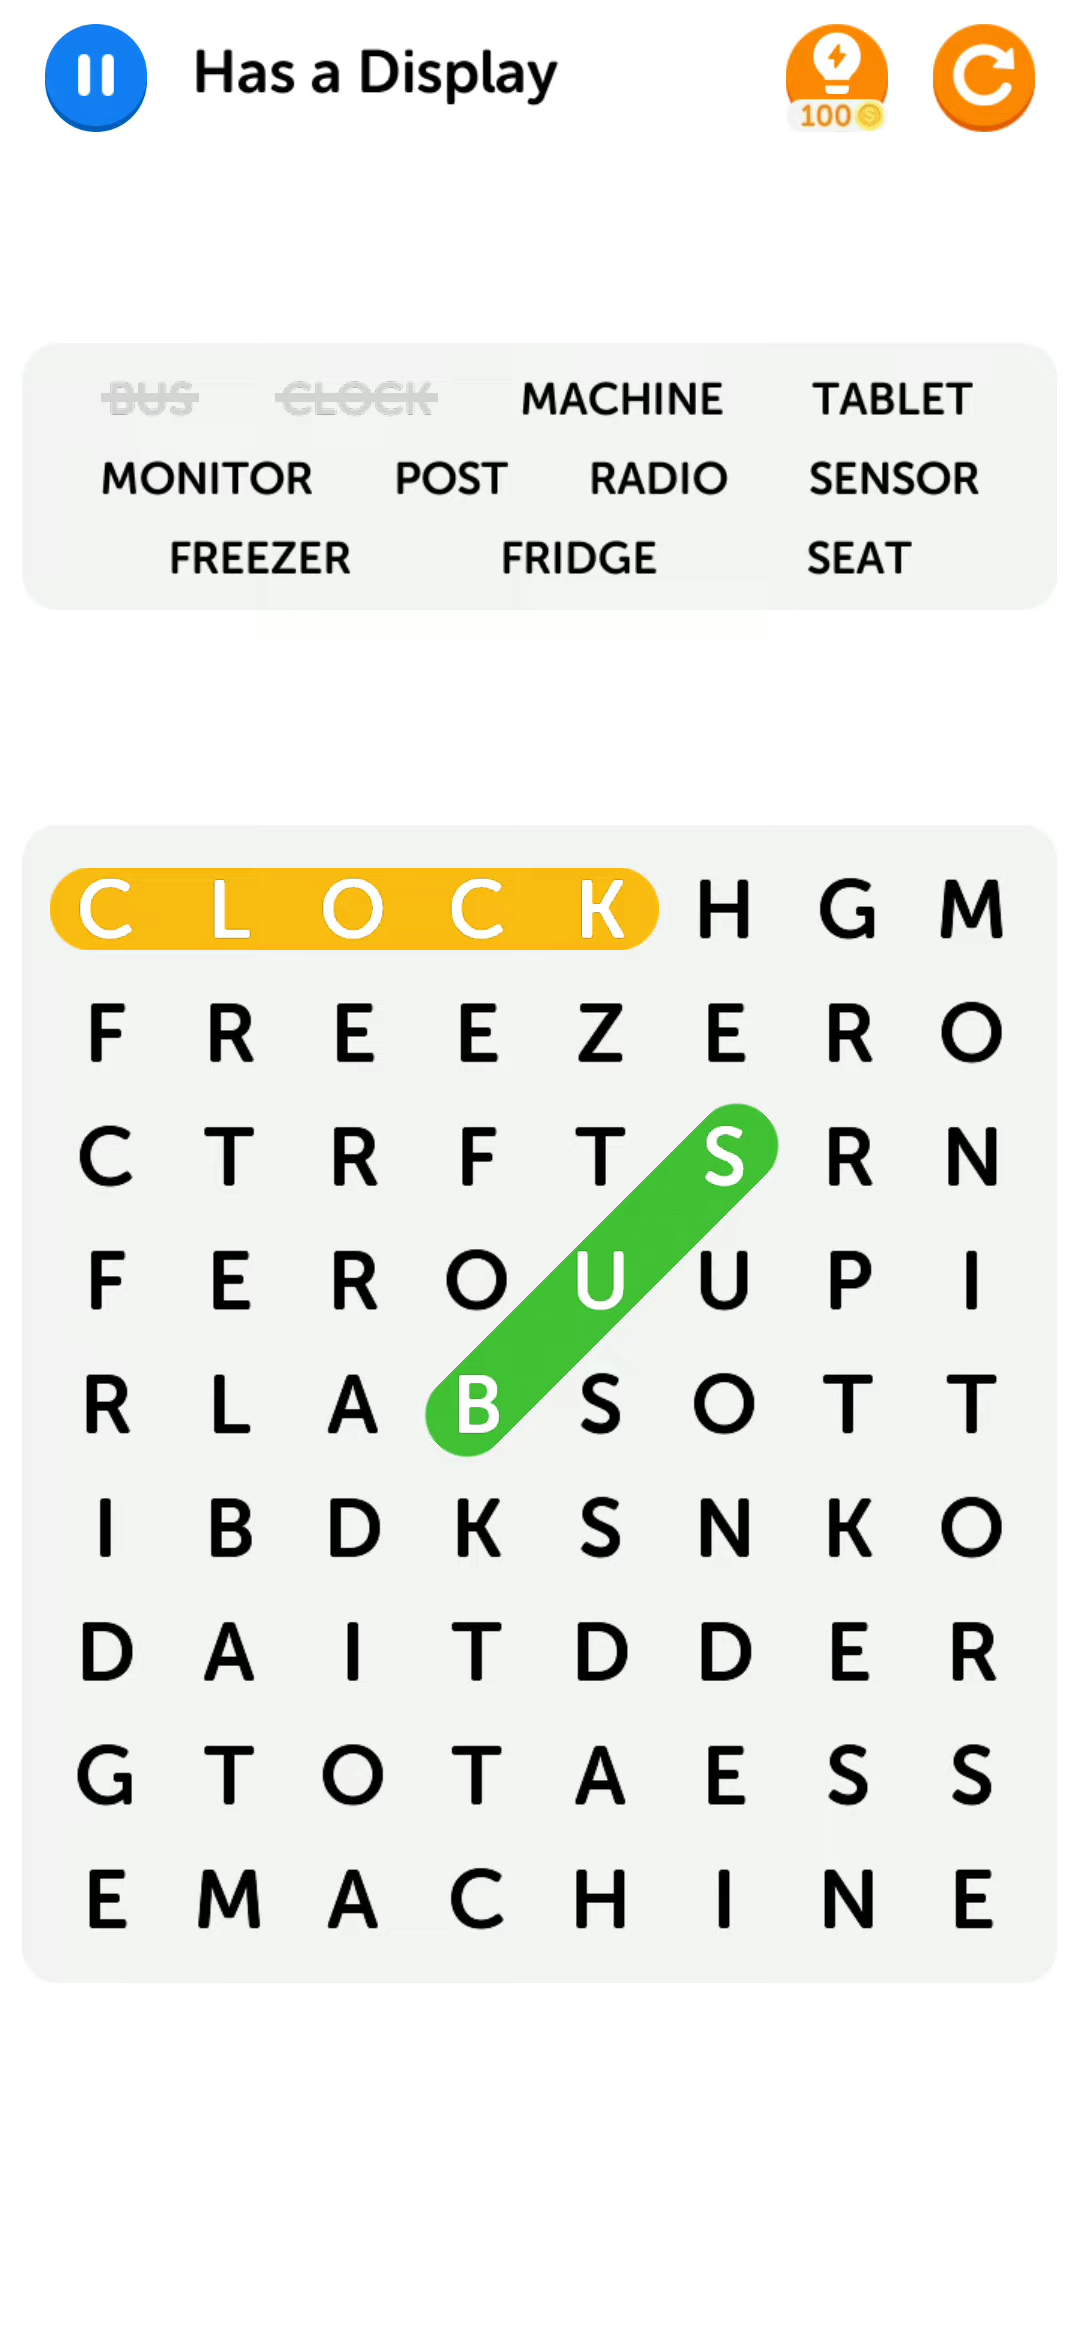 Has a Display
100
BUS CLOCK MACHINE TABLET
MONITOR POST RADIO SENSOR
FREEZER FRIDGE SEAT
C L O C K H G M
F R E E Z E R O
C T R F T S R N
F E R O U U P I
R L A B S O T T
I B D K S N K O
D A I T D D E R
G T O T A E S S
E M A C H I N E